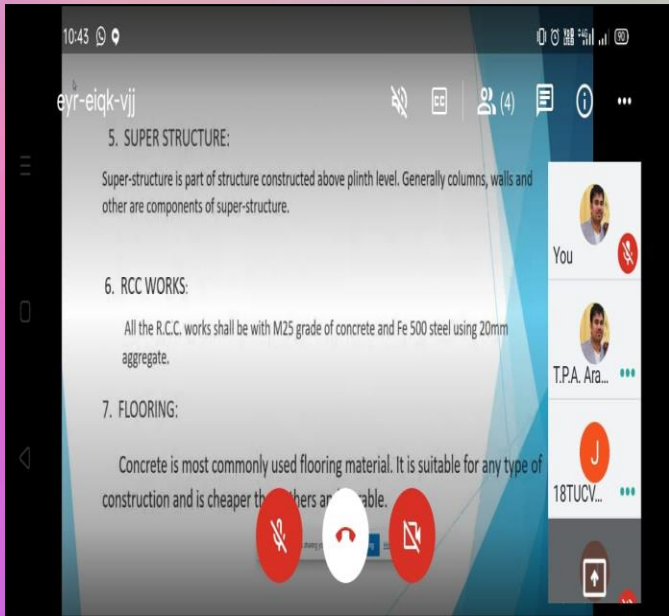 10:43
90
eyr-eiqk-vjj
(4)
5. SUPER STRUCTURE:
Super-structure is part of structure constructed above plinth level. Generally columns, walls and
other are components of super-structure.
You
6. RCC WORKS:
All the R.C.C. works shall be with M25 grade of concrete and Fe 500 steel using 20mm
aggregate.
T.P.A. Ara...
7. FLOORING:
Concrete is most commonly used flooring material. It is suitable for any type of
construction and is cheaper
J
18TUCV...